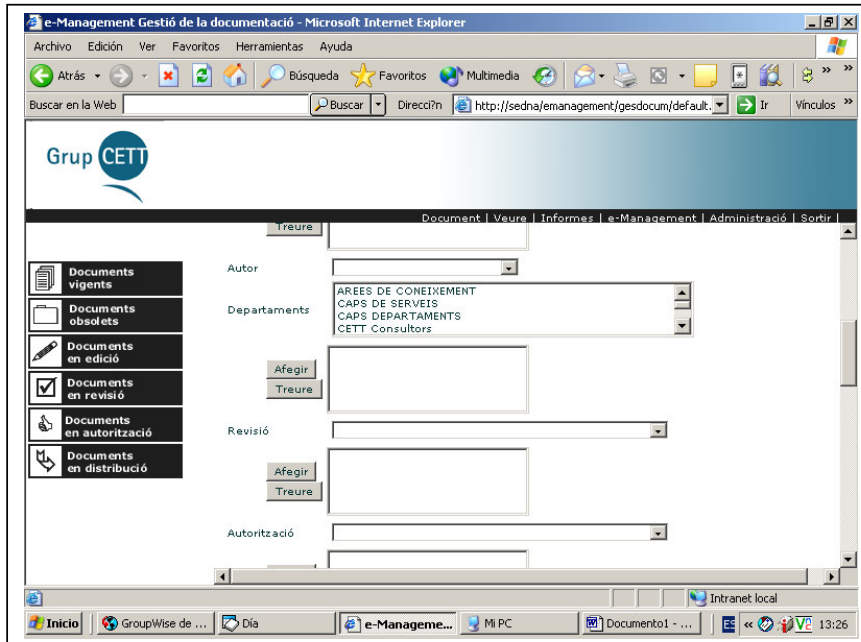 e-Management Gestió de la documentació - Microsoft Internet Explorer
Archivo Edición Ver Favoritos Herramientas Ayuda
Atrás Búsqueda Favoritos Multimedia
Buscar en la Web Buscar Direcci?n http://sedna/emanagement/gesdocum/default. Ir Vínculos
Grup CETT
Document | Veure | Informes | e-Management | Administració | Sortir |
Treure
Documents
vigents
Documents
obsolets
Documents
en edició
Documents
en revisió
Documents
en autorització
Documents
en distribució
Autor
Departaments
AREES DE CONEIXEMENT
CAPS DE SERVEIS
CAPS DEPARTAMENTS
CETT Consultors
Afegir
Treure
Revisió
Afegir
Treure
Autorització
Intranet local
Inicio GroupWise de ... Día e-Manageme... Mi PC Documento1 - ... ES « 13:26